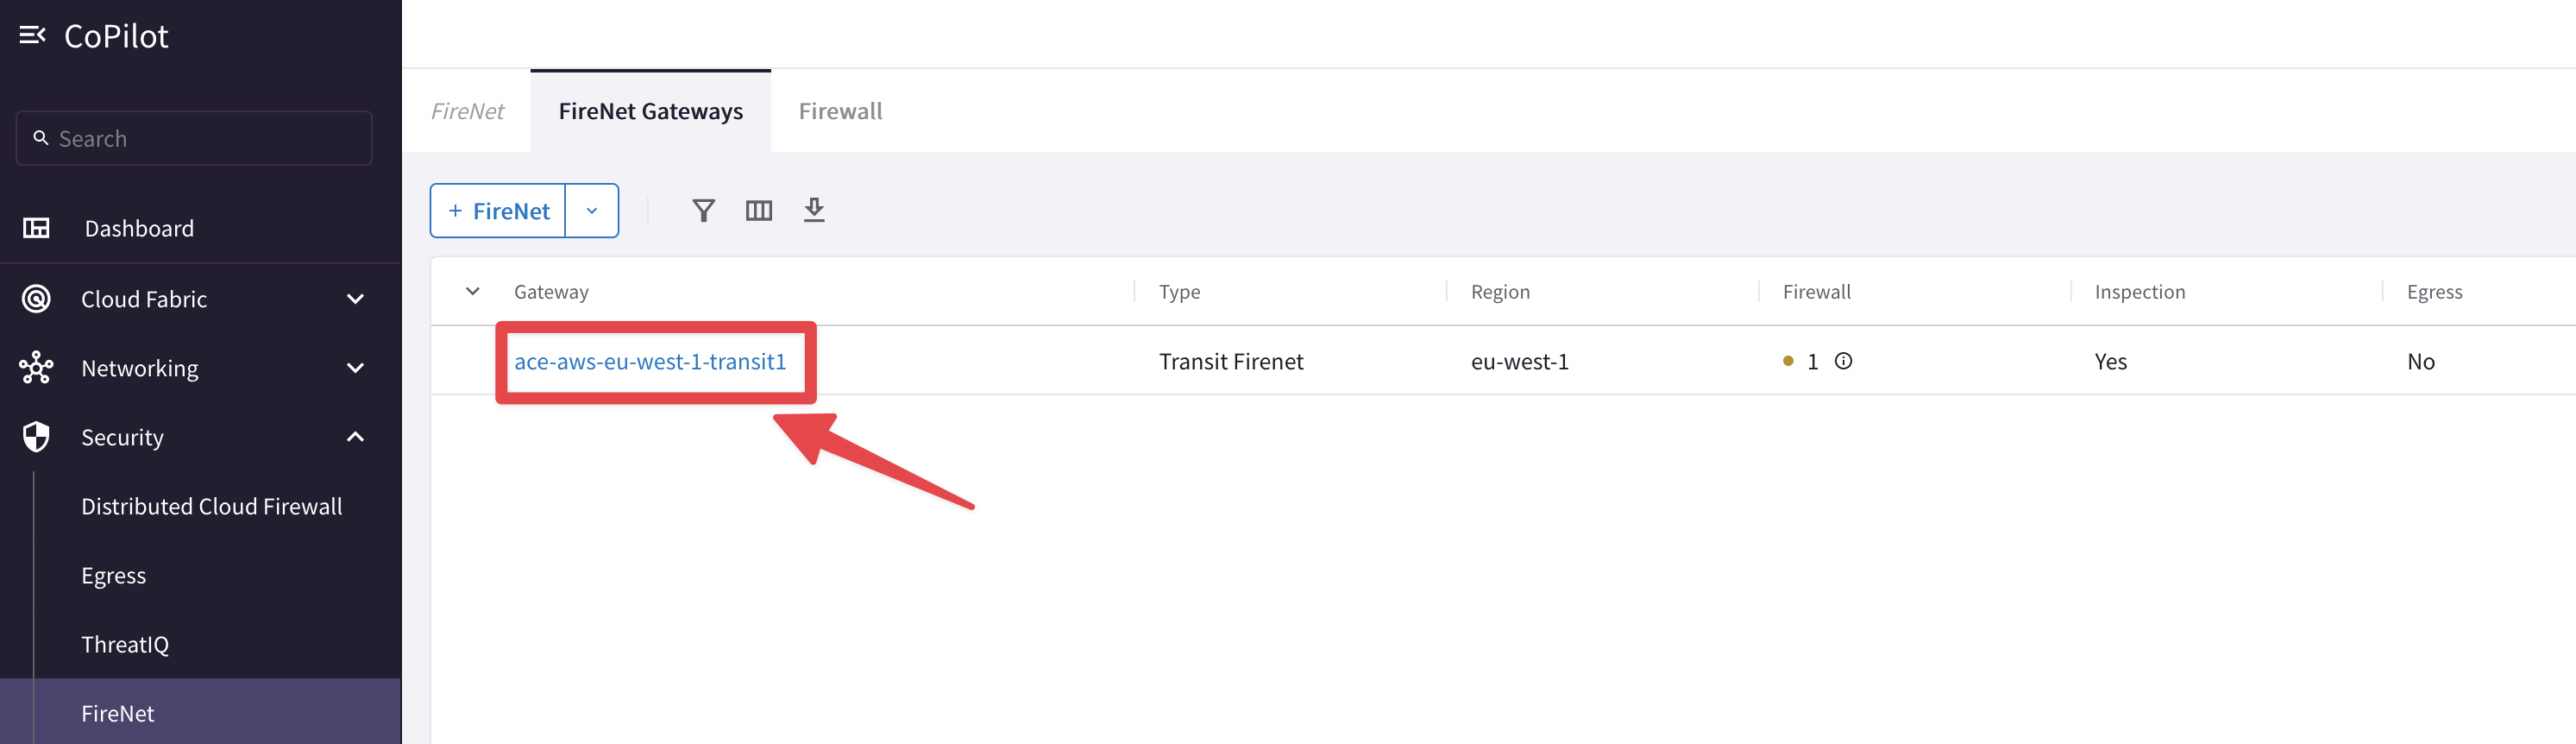 CoPilot
Search
Dashboard
Cloud Fabric
Networking
Security
Distributed Cloud Firewall
Egress
ThreatIQ
FireNet
FireNet FireNet Gateways Firewall
+ FireNet
Gateway Type Region Firewall Inspection Egress
ace-aws-eu-west-1-transit1 Transit Firenet eu-west-1 1 Yes No